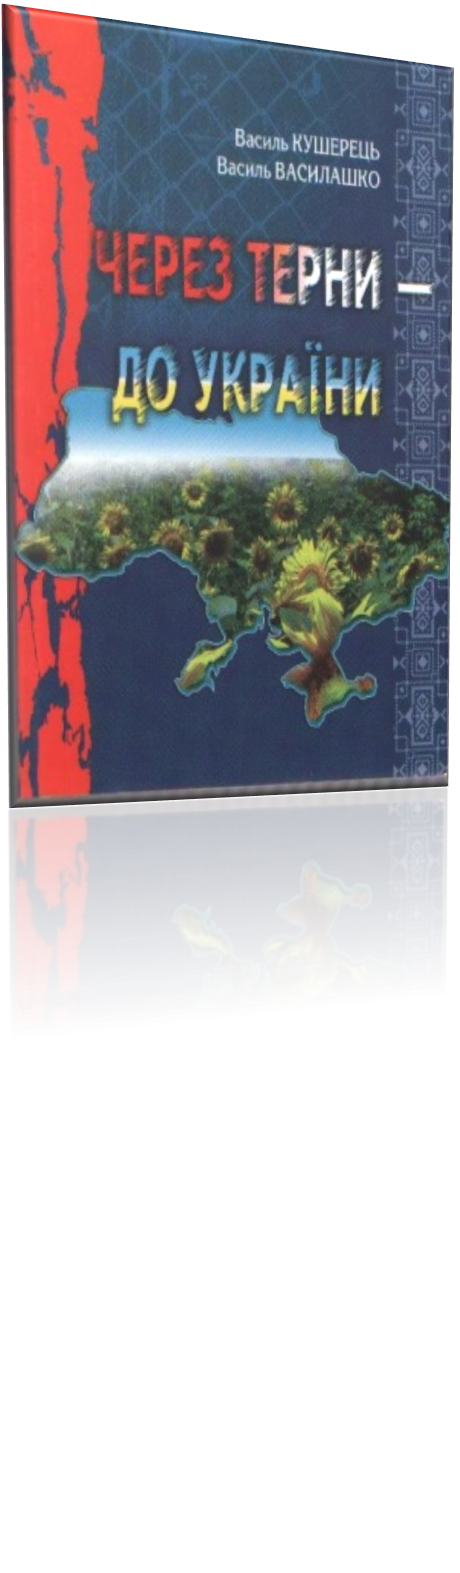 Василь КУШЕРЕЦЬ
Василь ВАСИЛАШКО
ЧЕРЕЗ ТЕРНИ –
ДО УКРАЇНИ